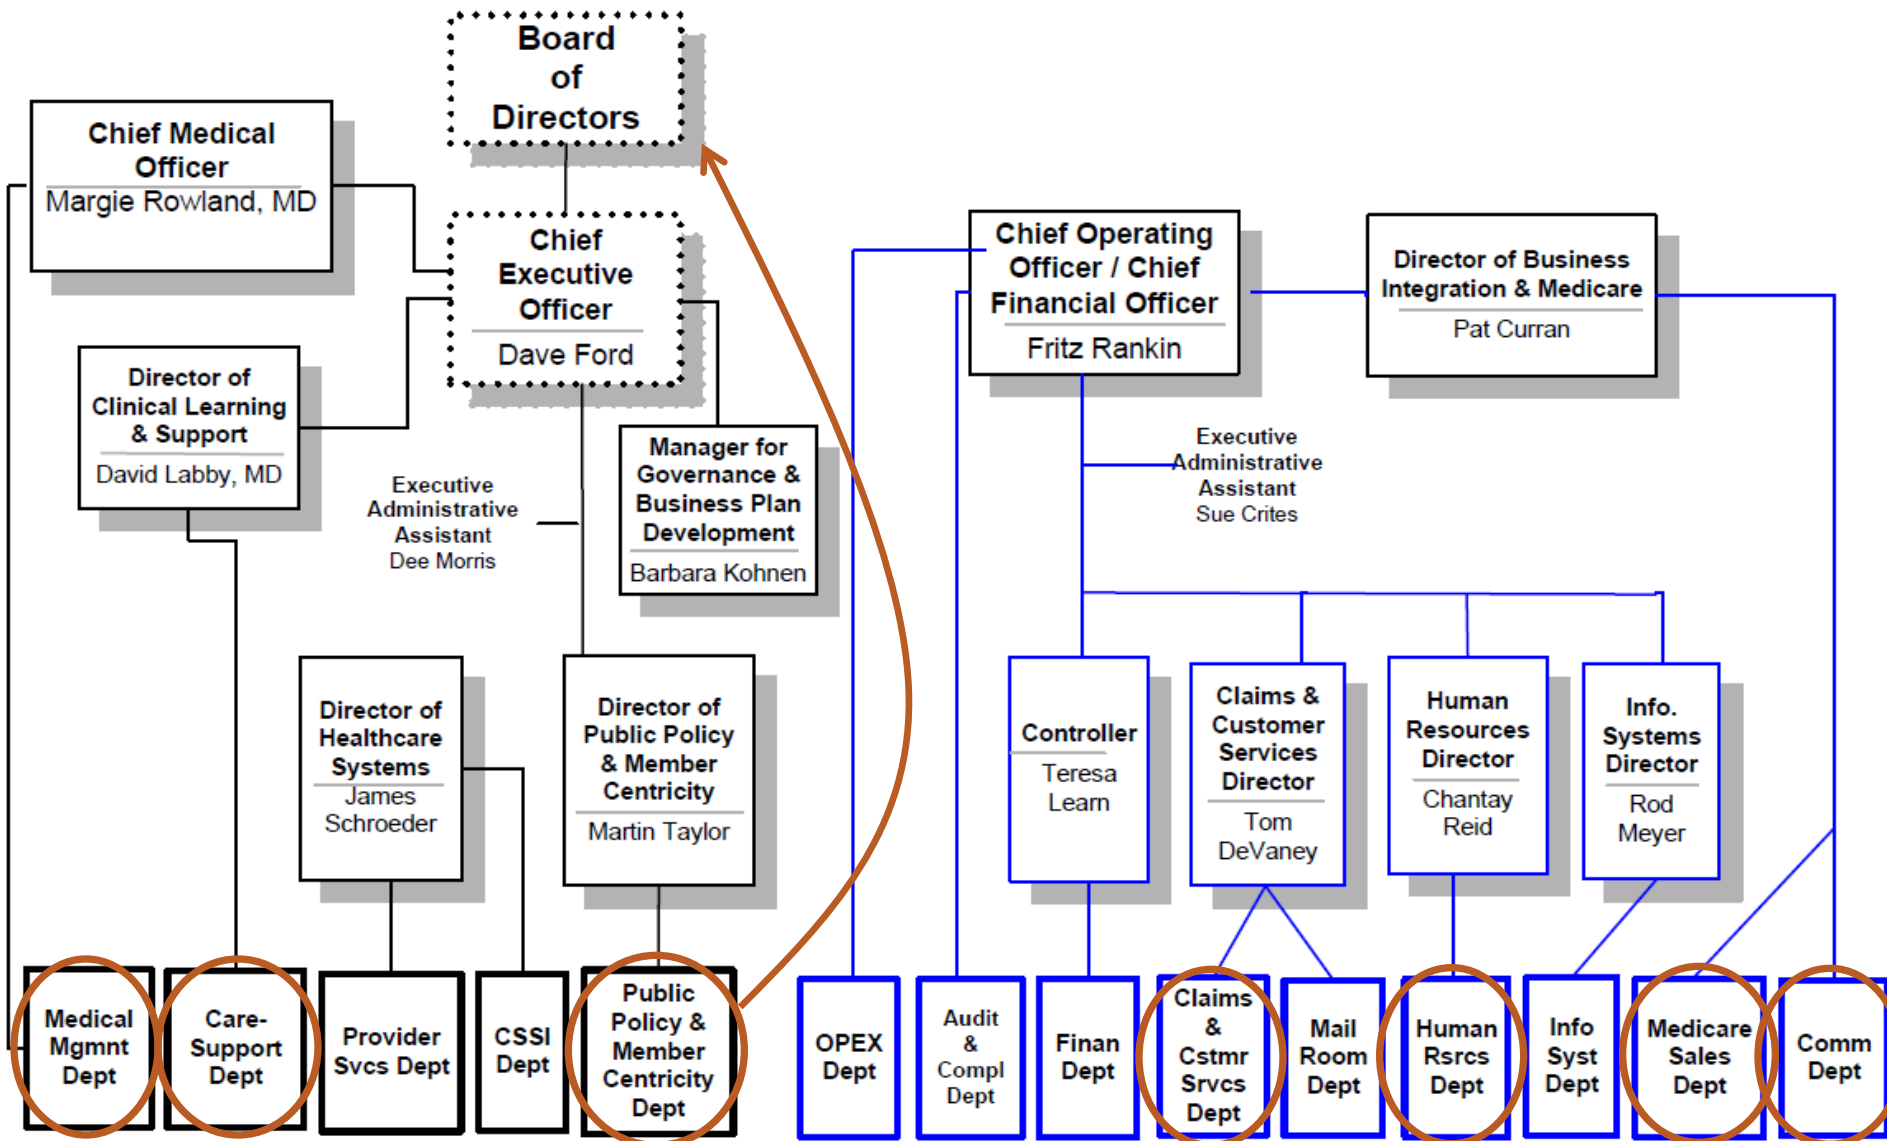 Board
of
Directors
Chief Medical
Officer
Margie Rowland, MD
Chief
Executive
Officer
Dave Ford
Chief Operating
Officer / Chief
Financial Officer
Fritz Rankin
Director of Business
Integration & Medicare
Pat Curran
Director of
Clinical Learning
& Support
David Labby, MD
Executive
Administrative
Assistant
Dee Morris
Manager for
Governance &
Business Plan
Development
Barbara Kohnen
Executive
Administrative
Assistant
Sue Crites
Director of
Healthcare
Systems
James
Schroeder
Director of
Public Policy
& Member
Centricity
Martin Taylor
Controller
Teresa
Learn
Claims &
Customer
Services
Director
Tom
DeVaney
Human
Resources
Director
Chantay
Reid
Info.
Systems
Director
Rod
Meyer
Medical
Mgmnt
Dept
Care-
Support
Dept
Provider
Svcs Dept
CSSI
Dept
Public
Policy &
Member
Centricity
Dept
OPEX
Dept
Audit
&
Compl
Dept
Finan
Dept
Claims
&
Cstmr
Srvcs
Dept
Mail
Room
Dept
Human
Rsrcs
Dept
Info
Syst
Dept
Medicare
Sales
Dept
Comm
Dept